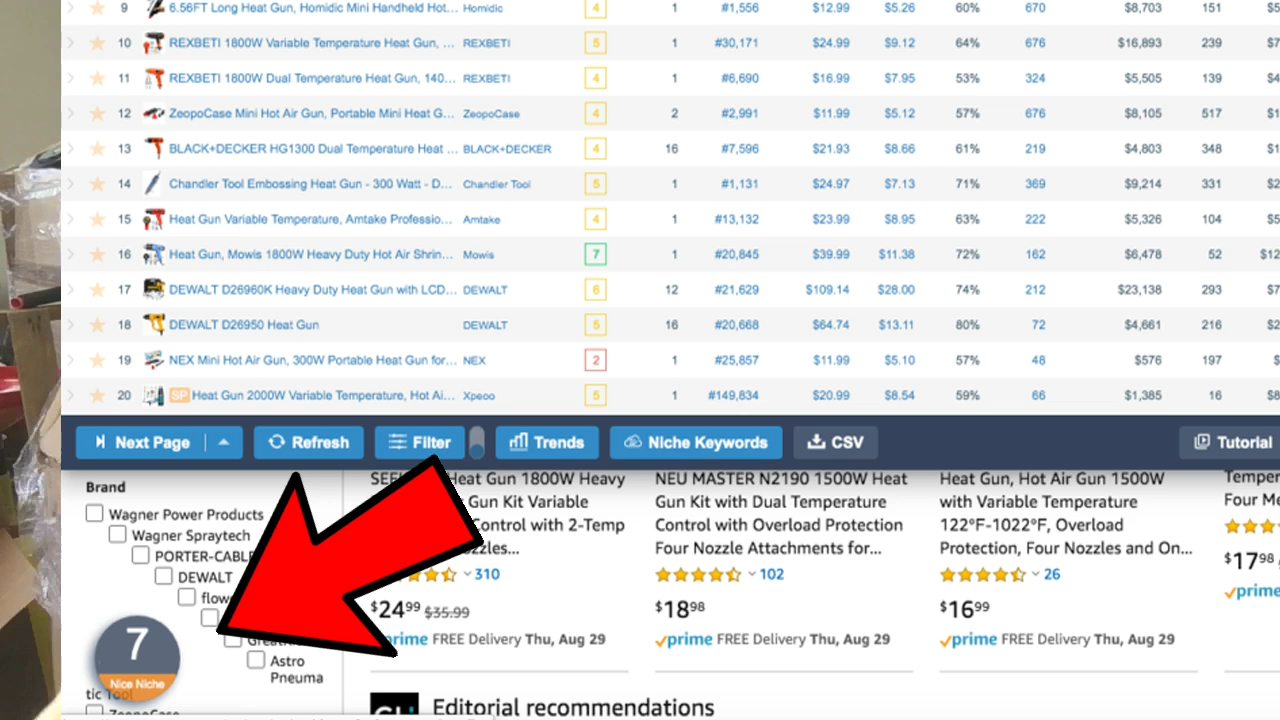 9 6.56FT Long Heat Gun, Homidic Mini Handheld Hot... Homidic 4 1 #1,556 $12.99 $5.26 60% 670 $8,703 151 $5
10 REXBETI 1800W Variable Temperature Heat Gun, ... REXBETI 5 1 #30,171 $24.99 $9.12 64% 676 $16,893 239 $7
11 REXBETI 1800W Dual Temperature Heat Gun, 140... REXBETI 4 1 #6,690 $16.99 $7.95 53% 324 $5,505 139 $4
12 ZeopoCase Mini Hot Air Gun, Portable Mini Heat G... ZeopoCase 4 2 #2,991 $11.99 $5.12 57% 676 $8,105 517 $1
13 BLACK+DECKER HG1300 Dual Temperature Heat ... BLACK+DECKER 4 16 #7,596 $21.93 $8.66 61% 219 $4,803 348 $1
14 Chandler Tool Embossing Heat Gun - 300 Watt - D... Chandler Tool 5 1 #1,131 $24.97 $7.13 71% 369 $9,214 331 $2
15 Heat Gun Variable Temperature, Amtake Professio... Amtake 4 1 #13,132 $23.99 $8.95 63% 222 $5,326 104 $5
16 Heat Gun, Mowis 1800W Heavy Duty Hot Air Shrin... Mowis 7 1 #20,845 $39.99 $11.38 72% 162 $6,478 52 $12
17 DEWALT D26960K Heavy Duty Heat Gun with LCD... DEWALT 6 12 #21,629 $109.14 $28.00 74% 212 $23,138 293 $7
18 DEWALT D26950 Heat Gun DEWALT 5 16 #20,668 $64.74 $13.11 80% 72 $4,661 216 $2
19 NEX Mini Hot Air Gun, 300W Portable Heat Gun for... NEX 2 1 #25,857 $11.99 $5.10 57% 48 $576 197 $
20 SP Heat Gun 2000W Variable Temperature, Hot Ai... Xpeoo 5 1 #149,834 $20.99 $8.54 59% 66 $1,385 16 $8
Next Page Refresh Filter Trends Niche Keywords CSV Tutorial
Brand
Wagner Power Products
Wagner Spraytech
PORTER-CABLE
DEWALT
flow
Astro
Pneuma
tic Tool
ZeopoCase
7
Nice Niche
SEEK Heat Gun 1800W Heavy
Gun Kit Variable
Control with 2-Temp
ozzles...
310
$24.99 $35.99
prime FREE Delivery Thu, Aug 29
NEU MASTER N2190 1500W Heat
Gun Kit with Dual Temperature
Control with Overload Protection
Four Nozzle Attachments for...
102
$18.98
prime FREE Delivery Thu, Aug 29
Heat Gun, Hot Air Gun 1500W
with Variable Temperature
122°F-1022°F, Overload
Protection, Four Nozzles and On...
26
$16.99
prime FREE Delivery Thu, Aug 29
Temper
Four Me
$17.98
prime
Editorial recommendations